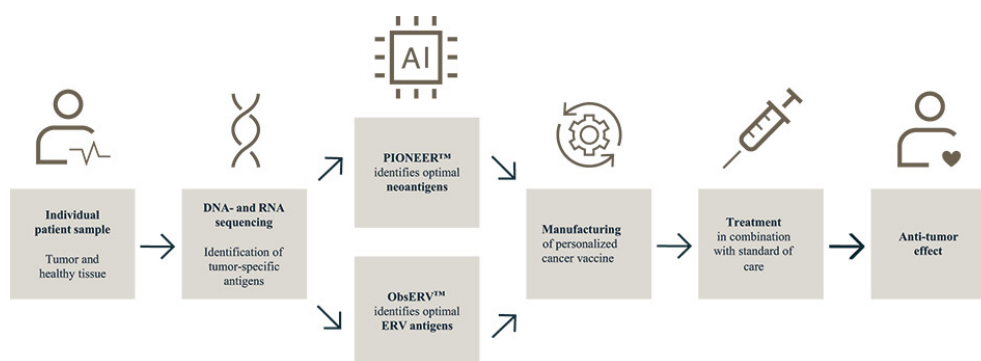 AI
Individual
patient sample
Tumor and
healthy tissue
DNA- and RNA
sequencing
Identification of
tumor-specific
antigens
PIONEER™
identifies optimal
neoantigens
ObsERV™
identifies optimal
ERV antigens
Manufacturing
of personalized
cancer vaccine
Treatment
in combination
with standard of
care
Anti-tumor
effect